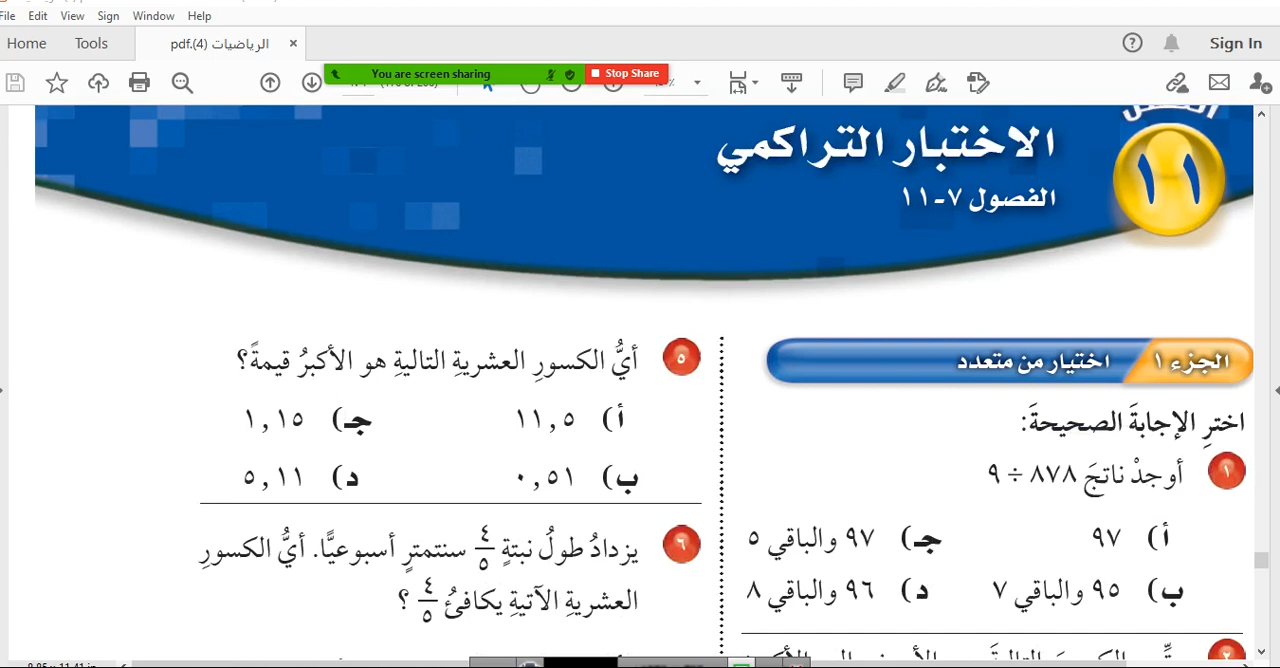 File Edit View Sign Window Help
Home Tools الرياضيات (4).pdf × Sign In
You are screen sharing Stop Share
١١
الاختبار التراكمي
الفصول ٧-١١
الجزء ١ اختيار من متعدد
اخترِ الإجابةَ الصحيحةَ:
١ أوجدْ ناتجَ ٨٧٨ ÷ ٩
أ) ٩٧ جـ) ٩٧ والباقي ٥
ب) ٩٥ والباقي ٧ د) ٩٦ والباقي ٨
٢
٥ أيُّ الكسورِ العشريةِ التاليةِ هو الأكبرُ قيمةً؟
أ) ١١,٥ جـ) ١,١٥
ب) ٠,٥١ د) ٥,١١
٦ يزدادُ طولُ نبتةٍ ٤/٥ سنتمترٍ أسبوعيًّا. أيُّ الكسورِ
العشريةِ الآتيةِ يكافئُ ٤/٥ ؟